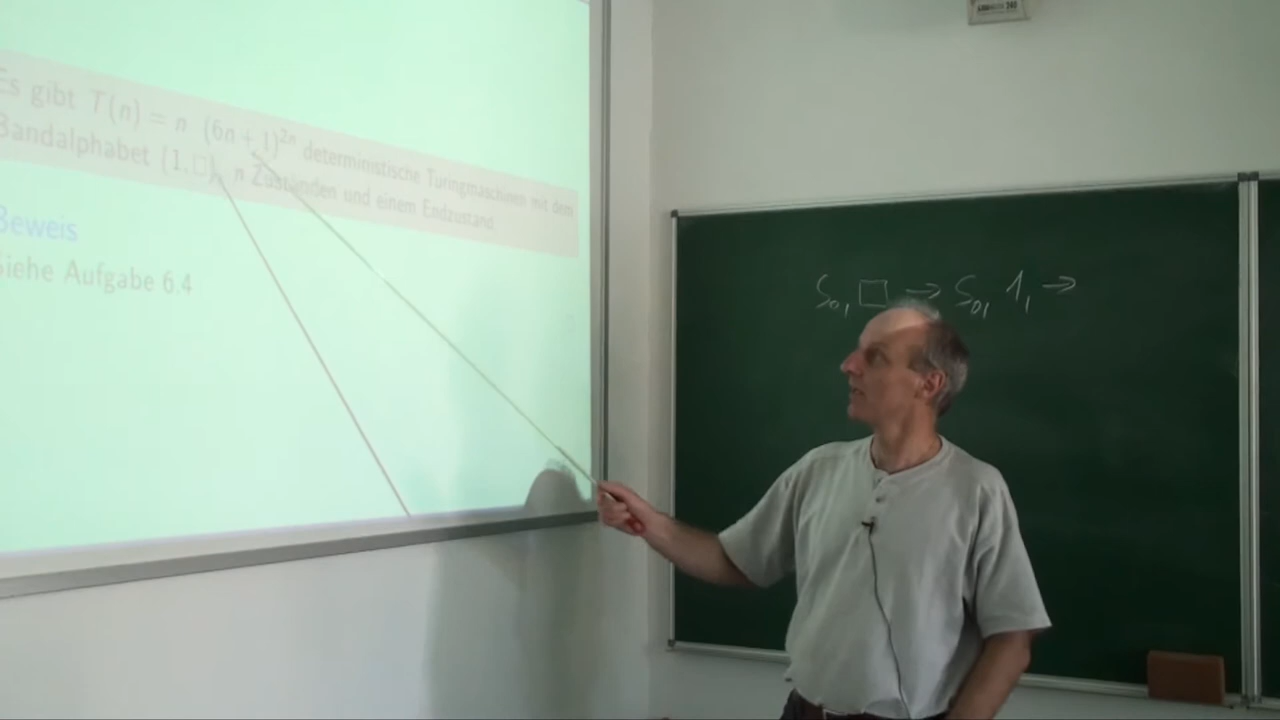 Es gibt T(n) = n (6n + 1)²ⁿ deterministische Turingmaschinen mit dem
Bandalphabet (1, □), n Zuständen und einem Endzustand
Beweis
Siehe Aufgabe 6.4
S₀, □ → S₀, 1, →